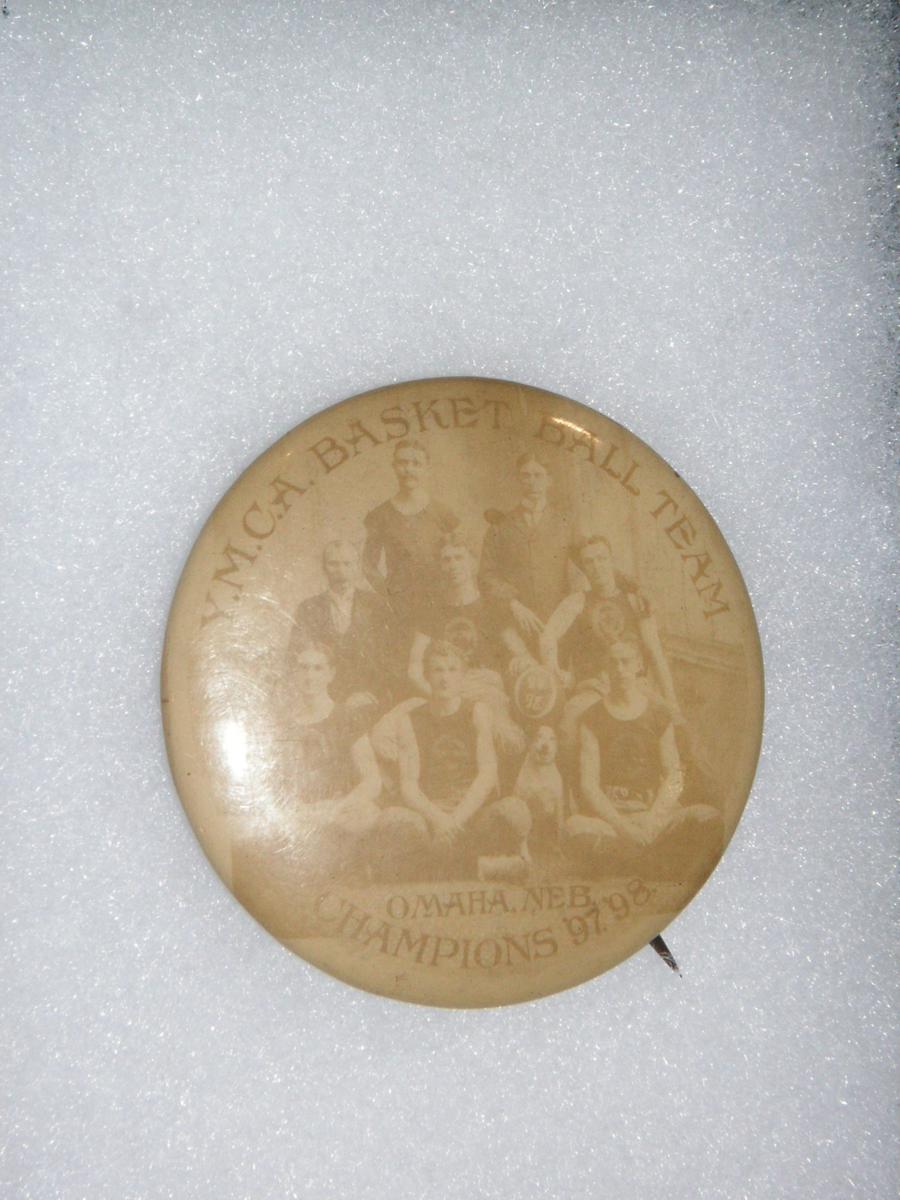 Y.M.C.A. BASKET BALL TEAM
OMAHA, NEB.
CHAMPIONS '97.'98.